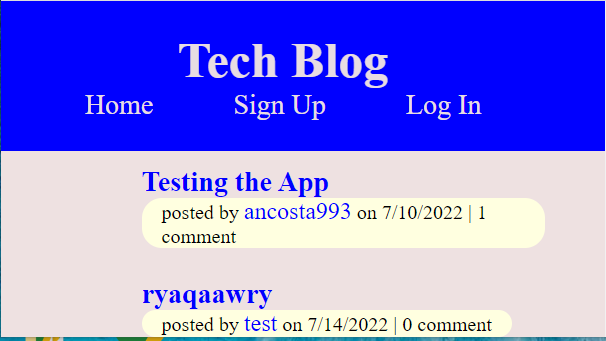 Tech Blog
Home Sign Up Log In
Testing the App
posted by ancosta993 on 7/10/2022 | 1
comment
ryaqaawry
posted by test on 7/14/2022 | 0 comment